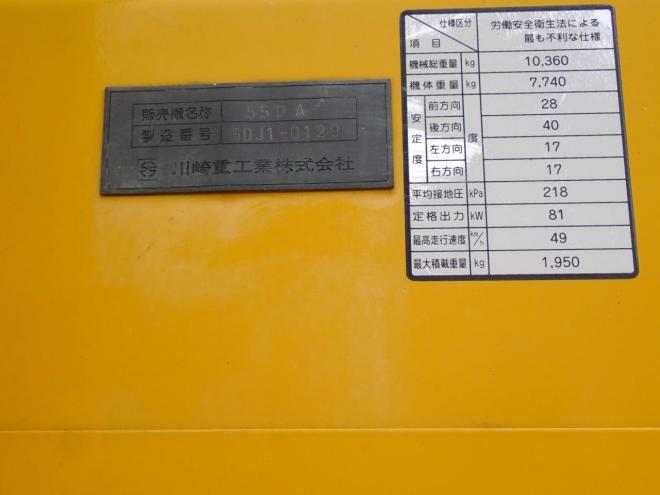 販売機名称 550A
製造番号 5DJ1-0129
川崎重工業株式会社
仕様区分
項目
労働安全衛生法による
最も不利な仕様
機械総重量 kg 10,360
機体重量 kg 7,740
安定度 度
前方向 28
後方向 40
左方向 17
右方向 17
平均接地圧 kPa 218
定格出力 kW 81
最高走行速度 km/h 49
最大積載重量 kg 1,950